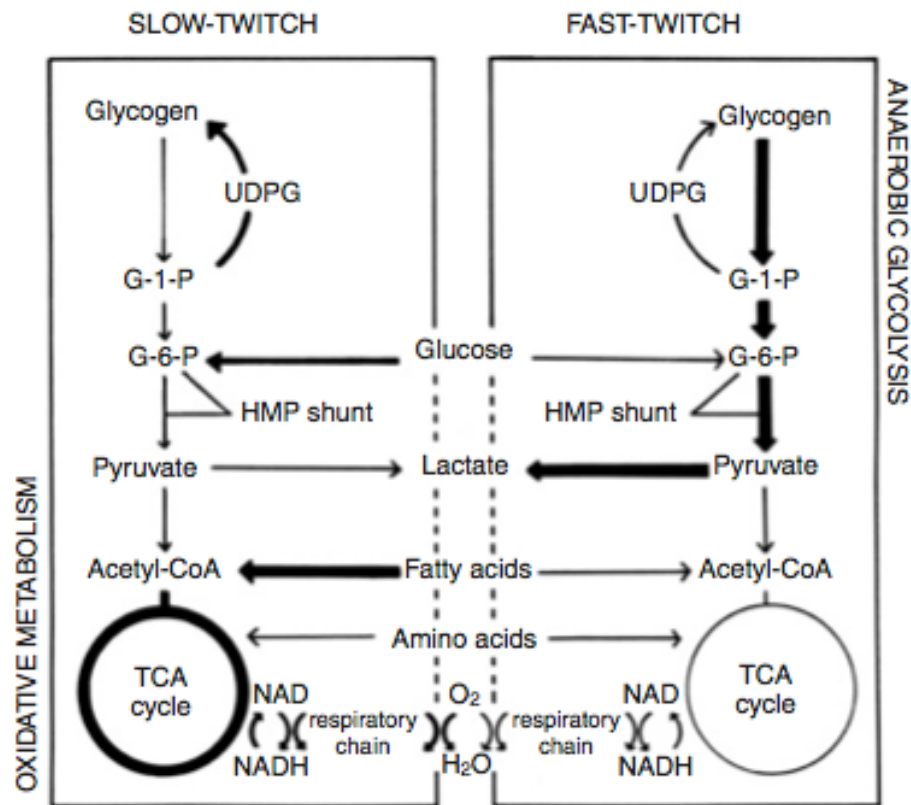 SLOW-TWITCH
FAST-TWITCH
OXIDATIVE METABOLISM
ANAEROBIC GLYCOLYSIS
Glycogen
UDPG
G-1-P
G-6-P
HMP shunt
Pyruvate
Acetyl-CoA
TCA
cycle
NAD
NADH
respiratory
chain
Glucose
Lactate
Fatty acids
Amino acids
O₂
H₂O
Glycogen
UDPG
G-1-P
G-6-P
HMP shunt
Pyruvate
Acetyl-CoA
TCA
cycle
NAD
NADH
respiratory
chain